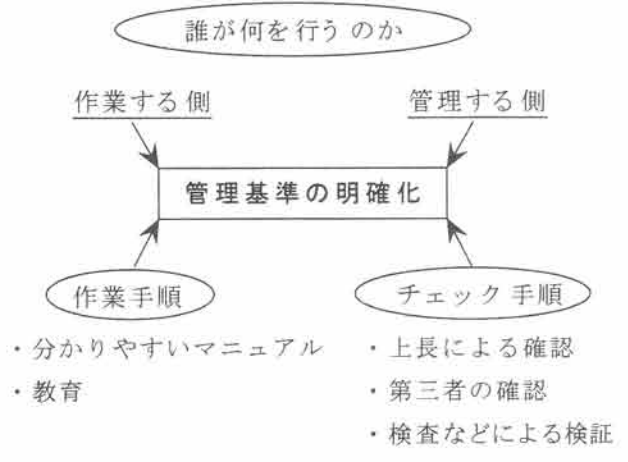 誰が何を行うのか
作業する側
管理する側
管理基準の明確化
作業手順
チェック手順
・分かりやすいマニュアル
・教育
・上長による確認
・第三者の確認
・検査などによる検証